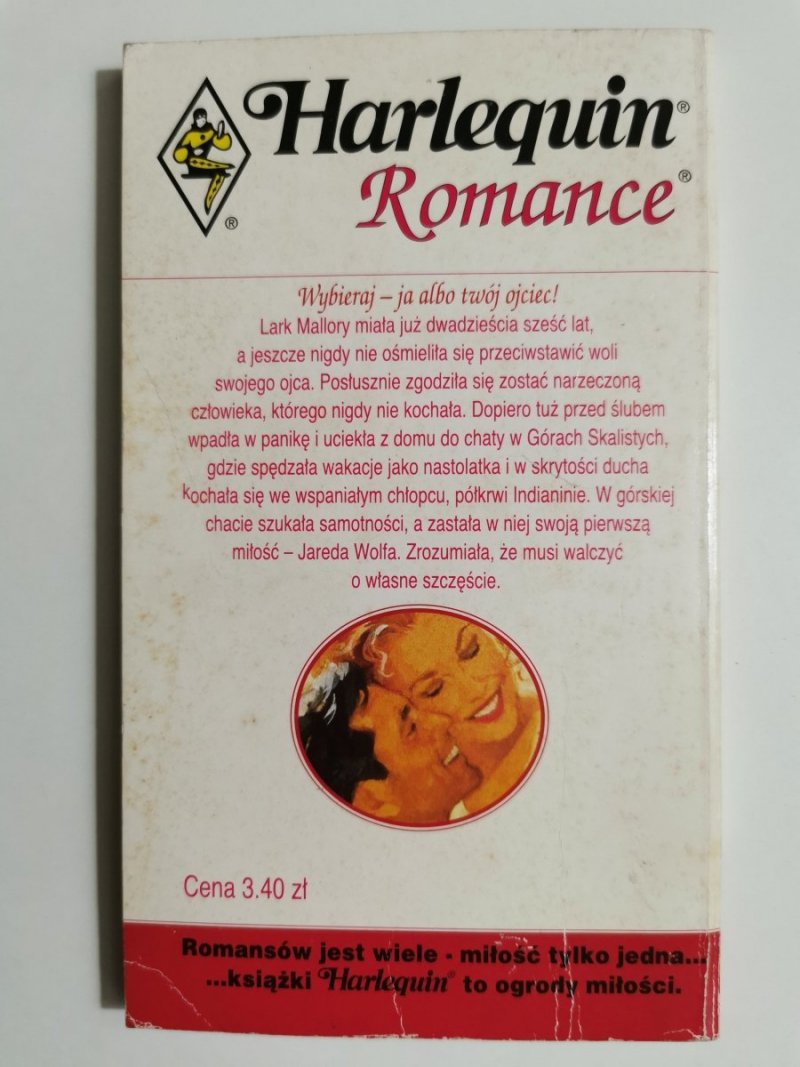 Harlequin®
Romance®
®
Wybieraj – ja albo twój ojciec!
Lark Mallory miała już dwadzieścia sześć lat,
a jeszcze nigdy nie ośmieliła się przeciwstawić woli
swojego ojca. Posłusznie zgodziła się zostać narzeczoną
człowieka, którego nigdy nie kochała. Dopiero tuż przed ślubem
wpadła w panikę i uciekła z domu do chaty w Górach Skalistych,
gdzie spędzała wakacje jako nastolatka i w skrytości ducha
kochała się we wspaniałym chłopcu, półkrwi Indianinie. W górskiej
chacie szukała samotności, a zastała w niej swoją pierwszą
miłość – Jareda Wolfa. Zrozumiała, że musi walczyć
o własne szczęście.
Cena 3.40 zł
Romansów jest wiele - miłość tylko jedna...
...książki Harlequin® to ogrody miłości.